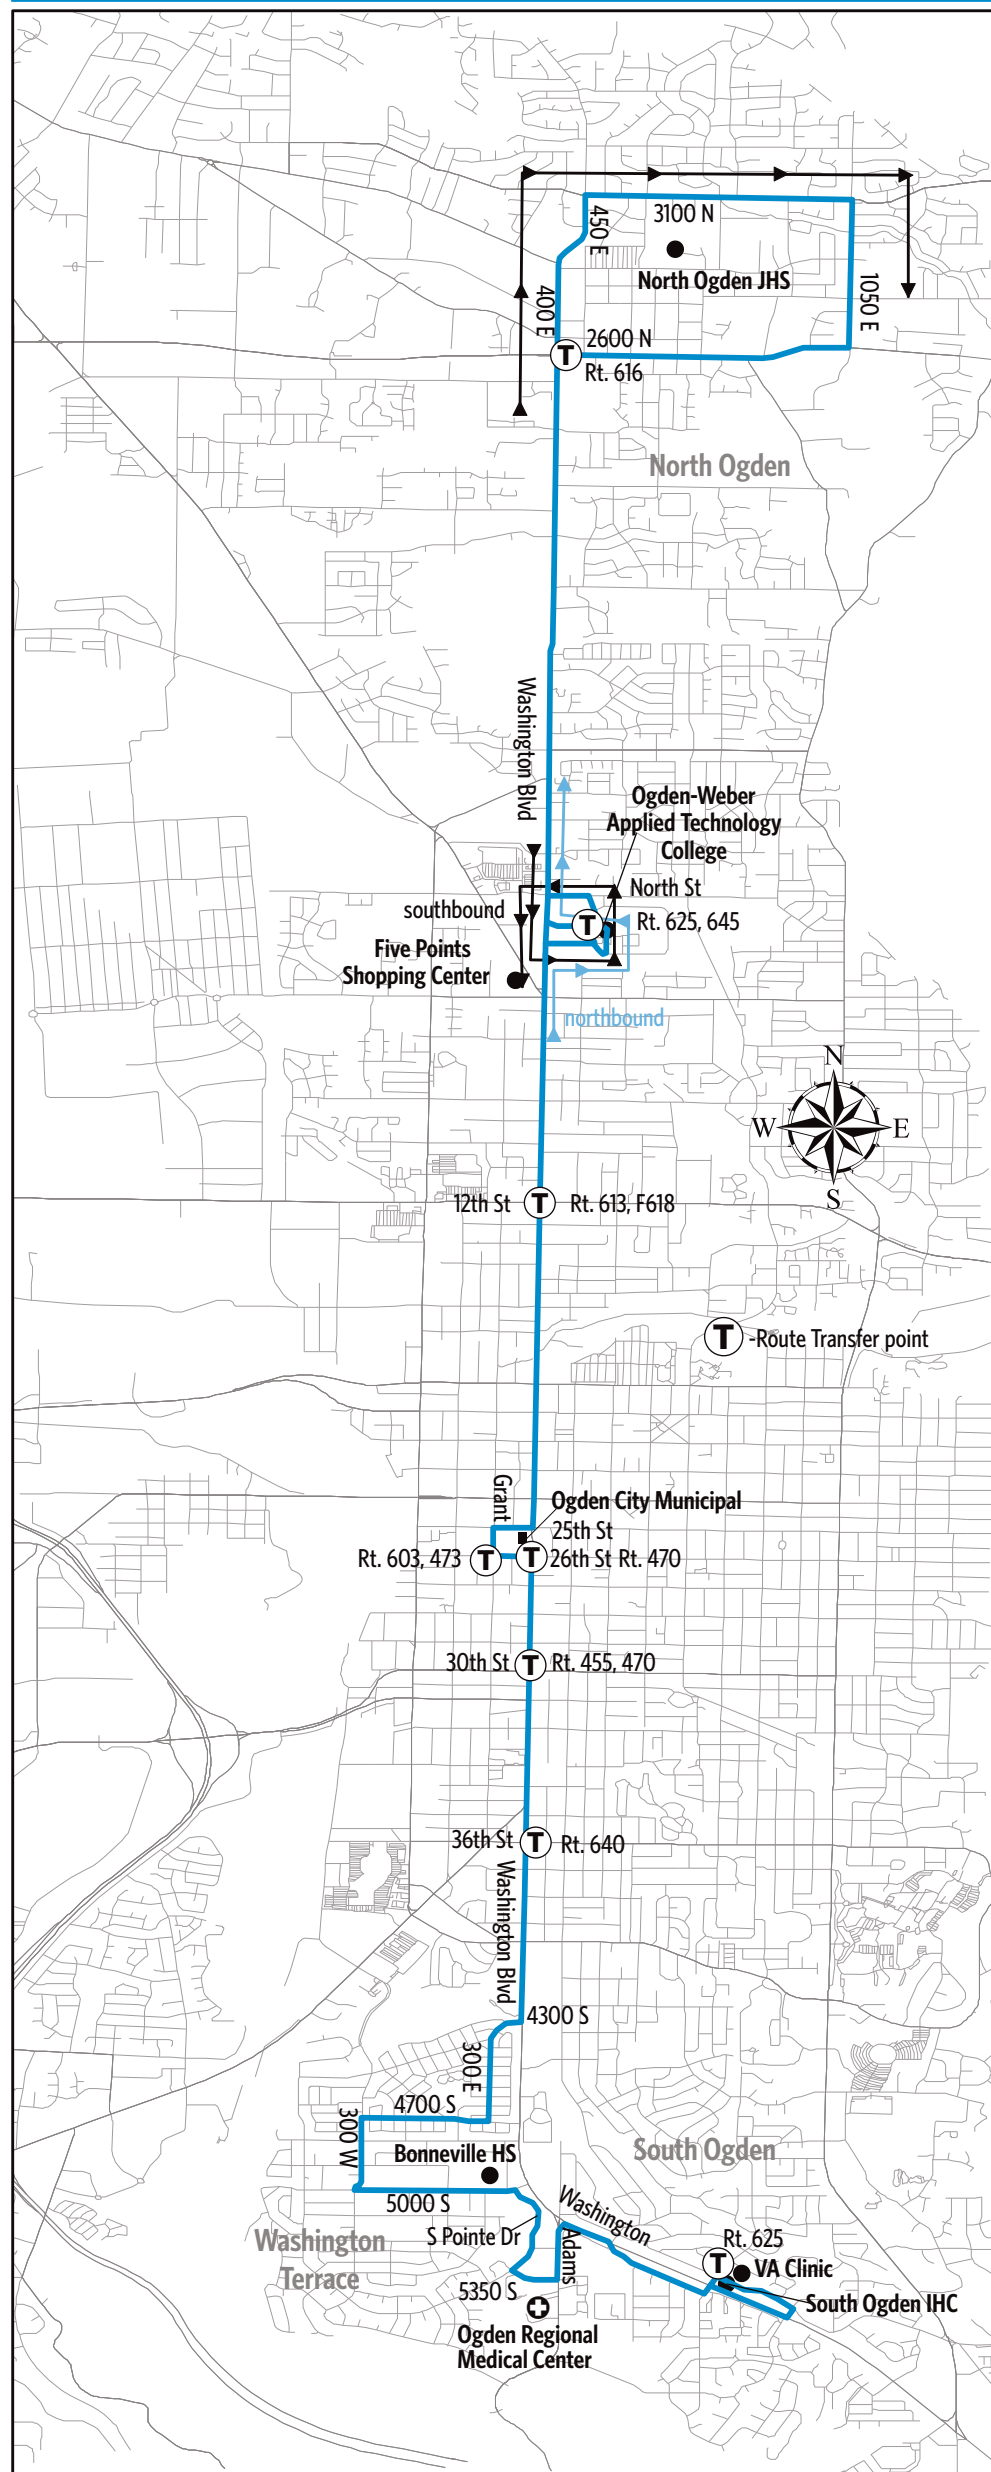 3100 N
450 E
North Ogden JHS
1050 E
400 E
2600 N
T
Rt. 616
North Ogden
Washington Blvd
Ogden-Weber
Applied Technology
College
North St
southbound
T
Rt. 625, 645
Five Points
Shopping Center
northbound
N
W
E
S
12th St
T
Rt. 613, F618
T
-Route Transfer point
Grant
Ogden City Municipal
25th St
Rt. 603, 473
T
T
26th St Rt. 470
30th St
T
Rt. 455, 470
36th St
T
Rt. 640
Washington Blvd
4300 S
300 E
4700 S
300 W
Bonneville HS
South Ogden
5000 S
Washington
S Pointe Dr
Adams
Washington
Terrace
Rt. 625
T
VA Clinic
5350 S
South Ogden IHC
Ogden Regional
Medical Center